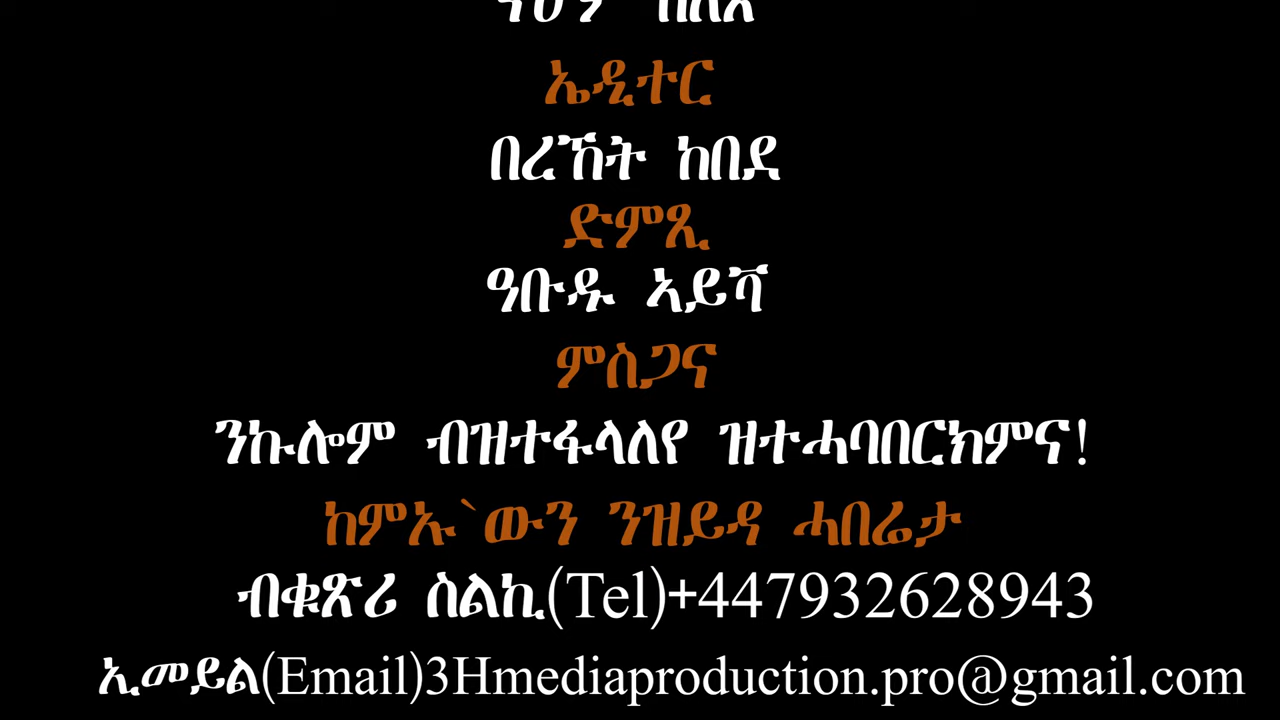 ኤዲተር
በረኸት ከበደ
ድምጺ
ዓቡዱ ኣይሻ
ምስጋና
ንኩሎም ብዝተፋላለየ ዝተሓባበርክምና!
ከምኡ`ውን ንዝይዳ ሓበሬታ
ብቁጽሪ ስልኪ(Tel)+447932628943
ኢመይል(Email)3Hmediaproduction.pro@gmail.com